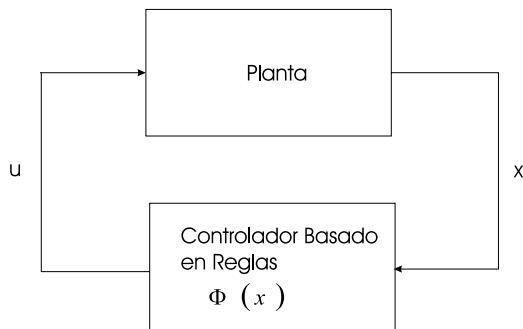 Planta
u
x
Controlador Basado
en Reglas
Φ (x)